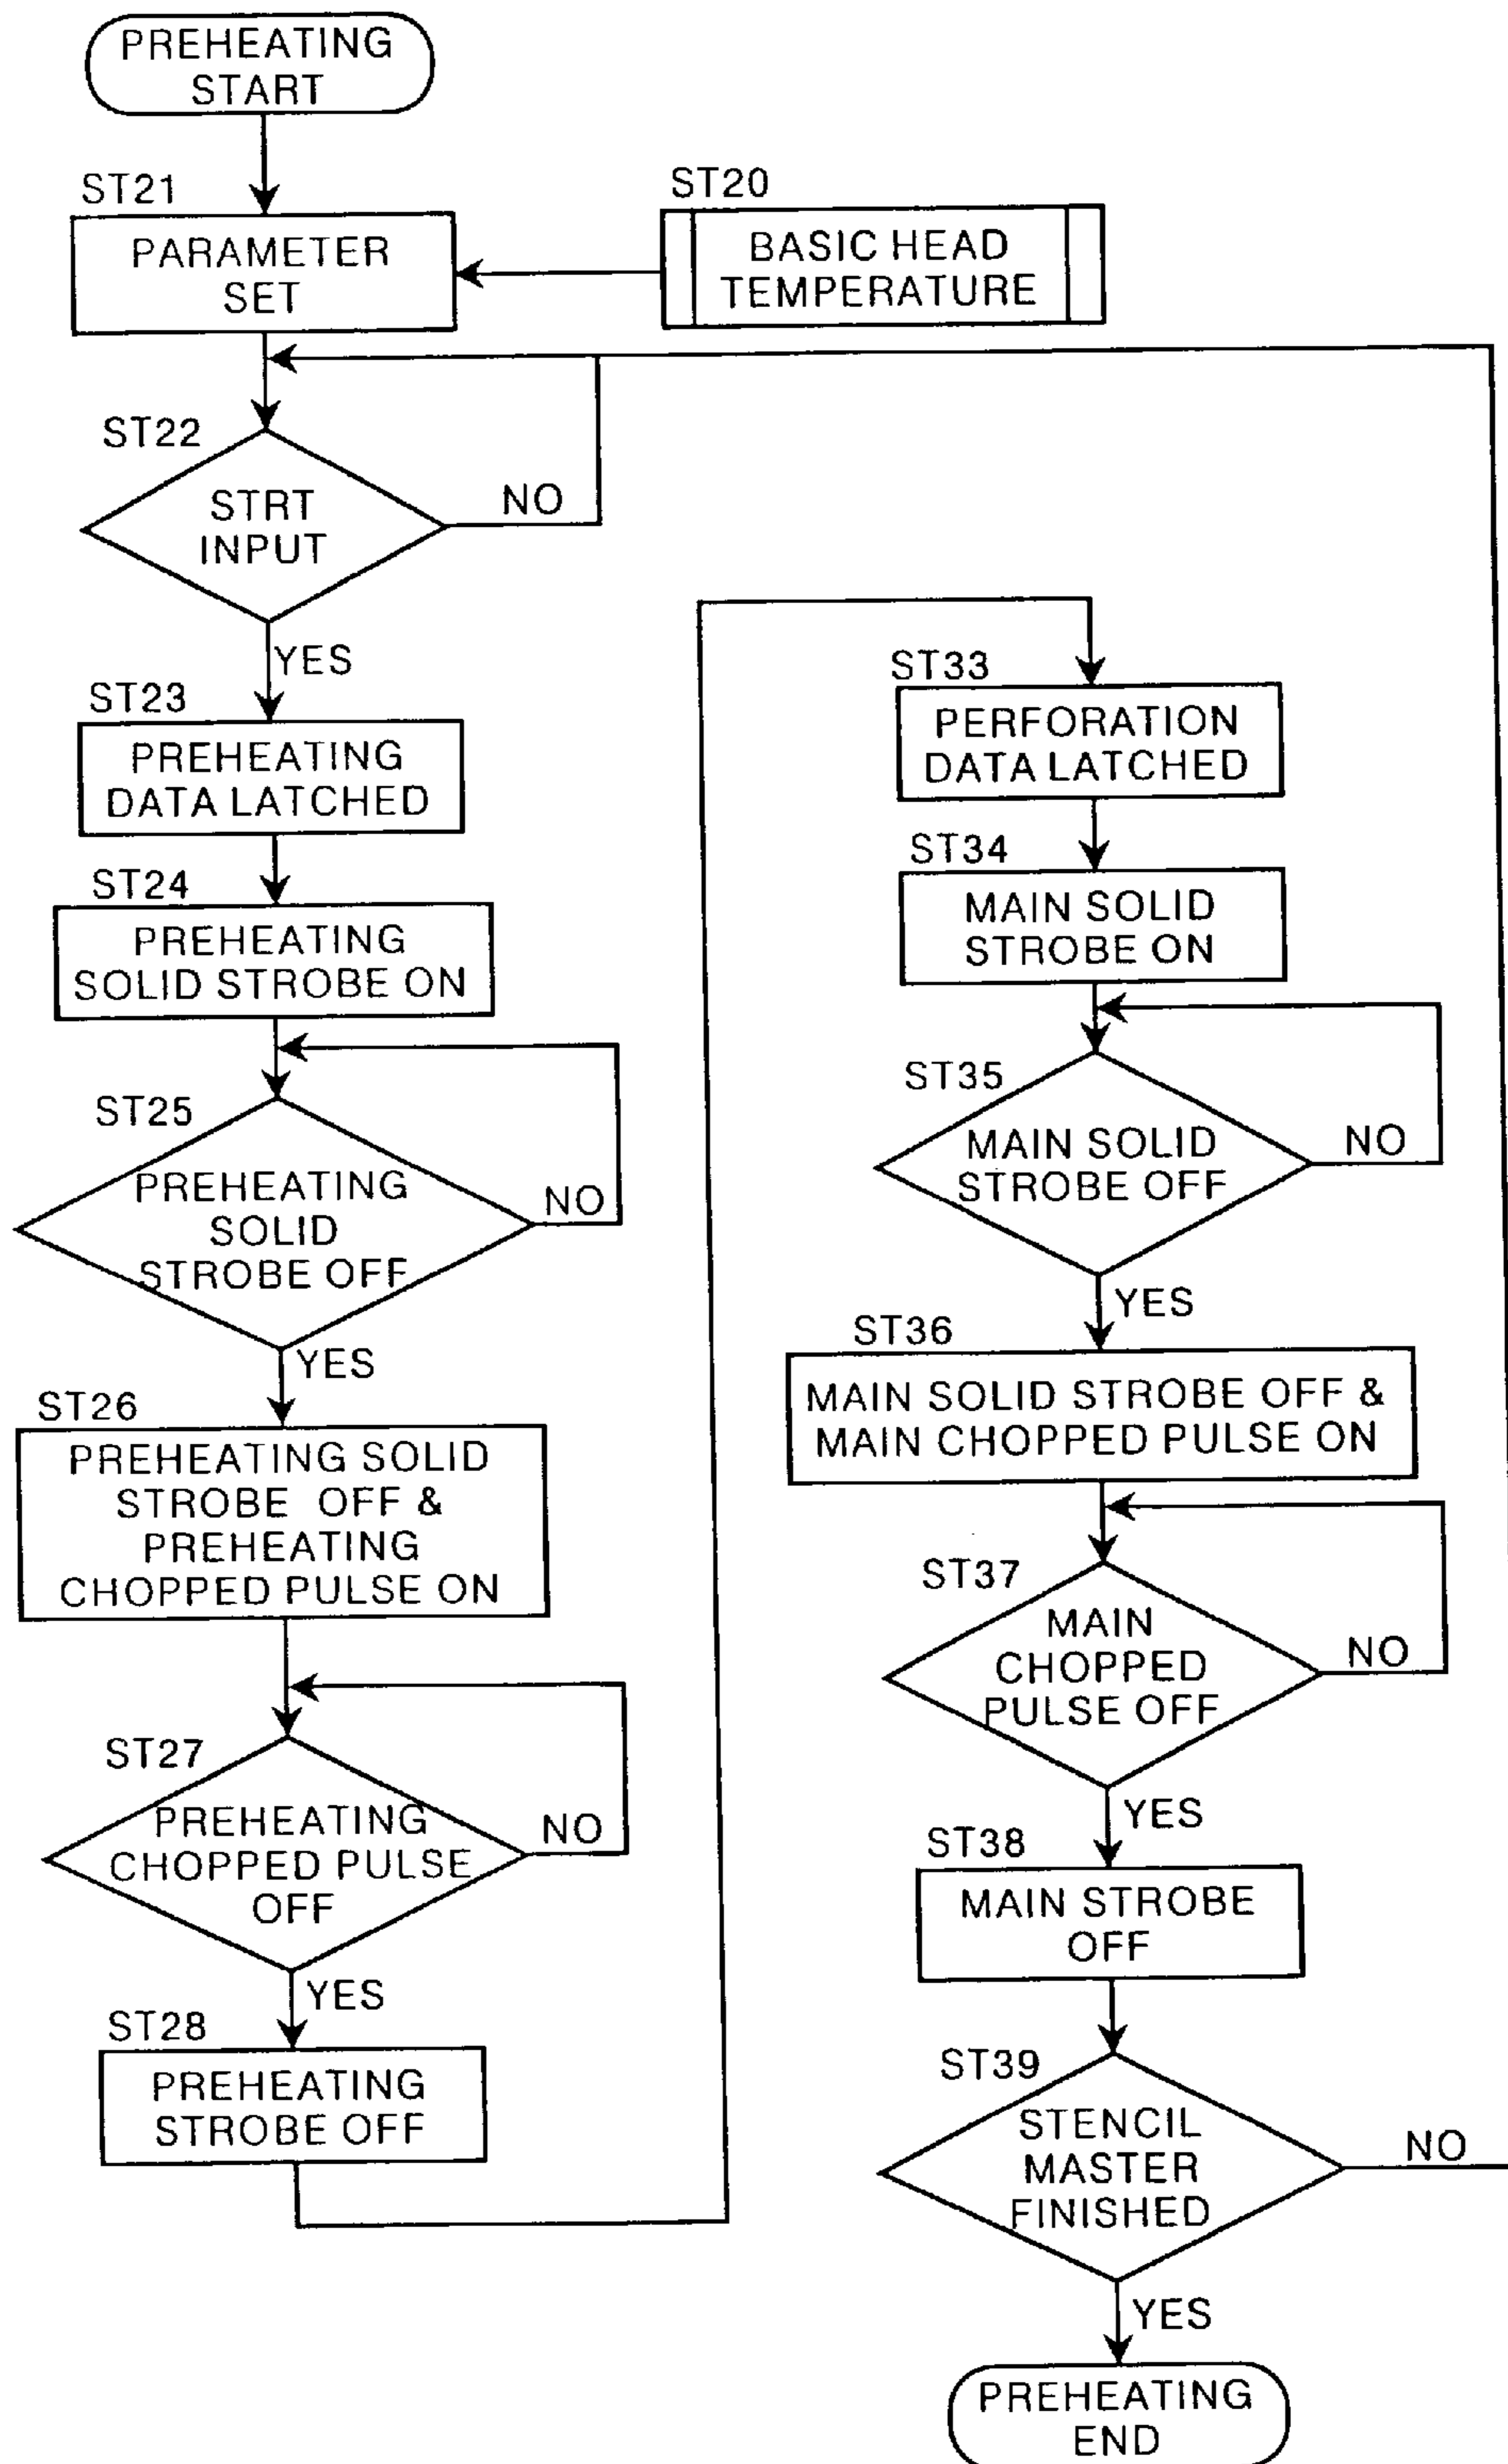 PREHEATING
START
ST21
PARAMETER
SET
ST20
BASIC HEAD
TEMPERATURE
ST22
STRT
INPUT
NO
YES
ST23
PREHEATING
DATA LATCHED
ST24
PREHEATING
SOLID STROBE ON
ST25
PREHEATING
SOLID
STROBE OFF
NO
YES
ST26
PREHEATING SOLID
STROBE OFF &
PREHEATING
CHOPPED PULSE ON
ST27
PREHEATING
CHOPPED PULSE
OFF
NO
YES
ST28
PREHEATING
STROBE OFF
ST33
PERFORATION
DATA LATCHED
ST34
MAIN SOLID
STROBE ON
ST35
MAIN SOLID
STROBE OFF
NO
YES
ST36
MAIN SOLID STROBE OFF &
MAIN CHOPPED PULSE ON
ST37
MAIN
CHOPPED
PULSE OFF
NO
YES
ST38
MAIN STROBE
OFF
ST39
STENCIL
MASTER
FINISHED
NO
YES
PREHEATING
END